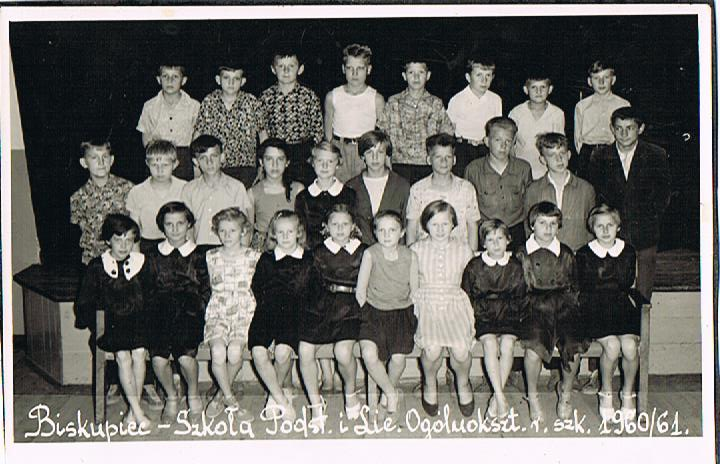 Biskupiec - Szkoła Podst. i Lic. Ogólnokszt. r. szk. 1960/61.